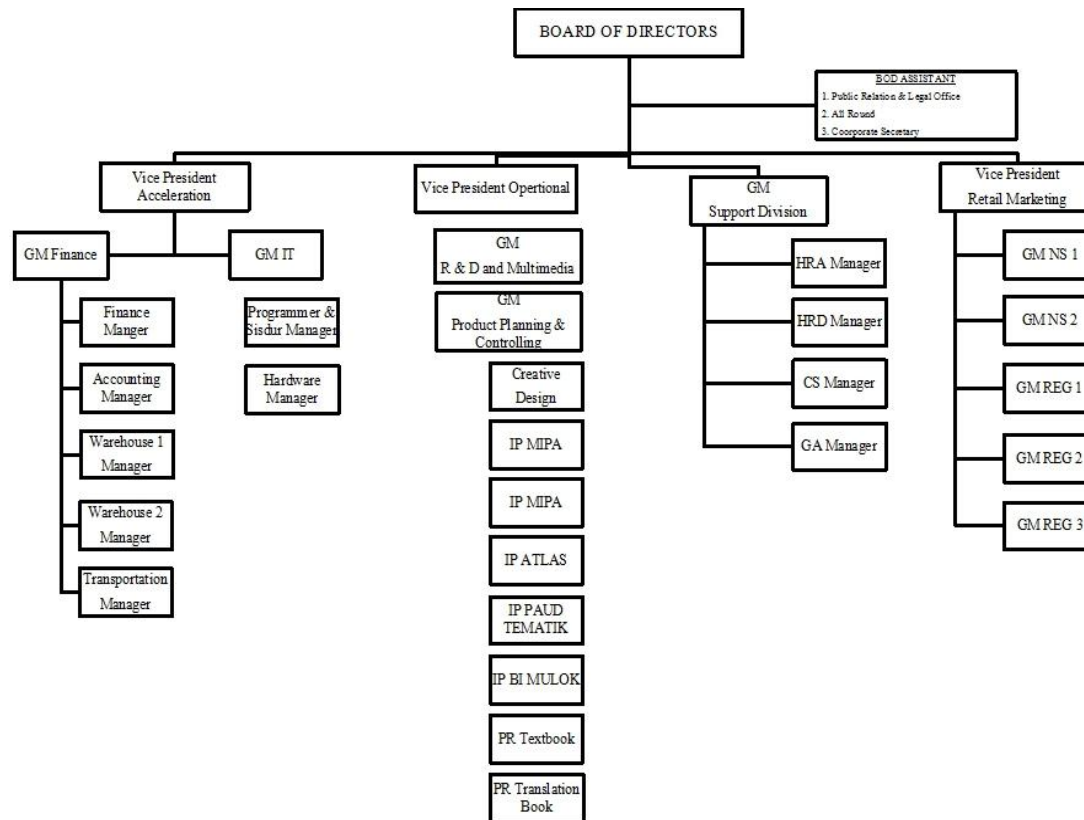 BOARD OF DIRECTORS
BOD ASSISTANT
1. Public Relation & Legal Office
2. All Round
3. Coorporate Secretary
Vice President
Acceleration
Vice President Opertional
GM
Support Division
Vice President
Retail Marketing
GM Finance
GM IT
GM
R & D and Multimedia
GM
Product Planning &
Controlling
Finance
Manger
Accounting
Manager
Warehouse 1
Manager
Warehouse 2
Manager
Transportation
Manager
Programmer &
Sisdur Manager
Hardware
Manager
Creative
Design
IP MIPA
IP MIPA
IP ATLAS
IP PAUD
TEMATIK
IP BI MULOK
PR Textbook
PR Translation
Book
HRA Manager
HRD Manager
CS Manager
GA Manager
GM NS 1
GM NS 2
GM REG 1
GM REG 2
GM REG 3